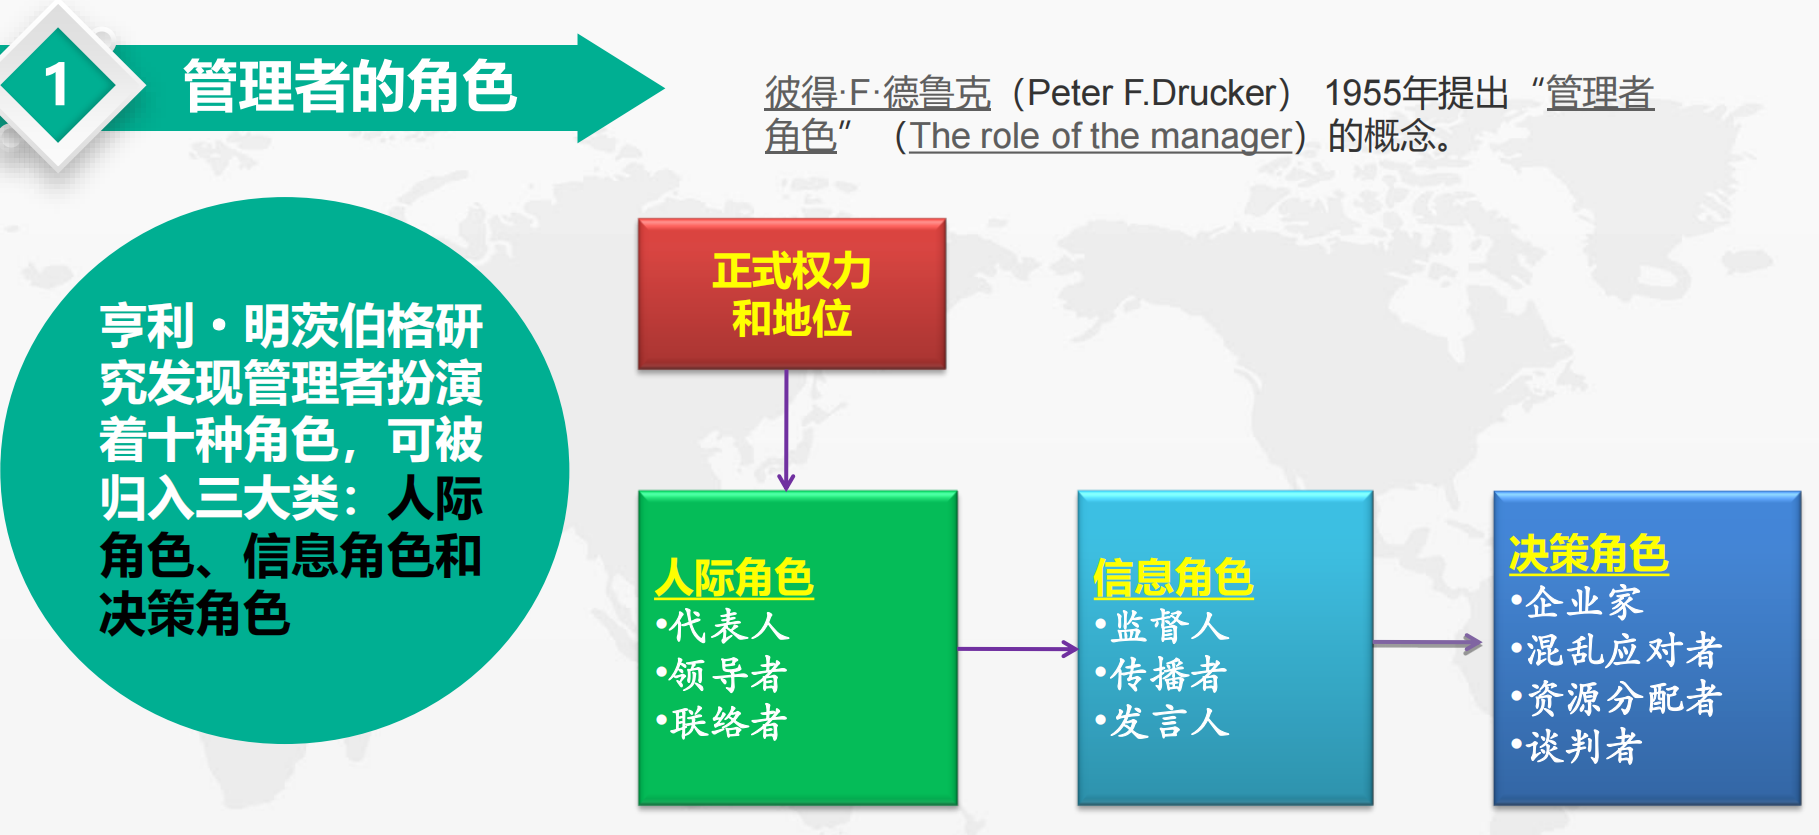 1
管理者的角色
彼得·F·德鲁克（Peter F.Drucker） 1955年提出“管理者
角色”（The role of the manager）的概念。
亨利·明茨伯格研
究发现管理者扮演
着十种角色，可被
归入三大类：人际
角色、信息角色和
决策角色
正式权力
和地位
人际角色
•代表人
•领导者
•联络者
信息角色
•监督人
•传播者
•发言人
决策角色
•企业家
•混乱应对者
•资源分配者
•谈判者